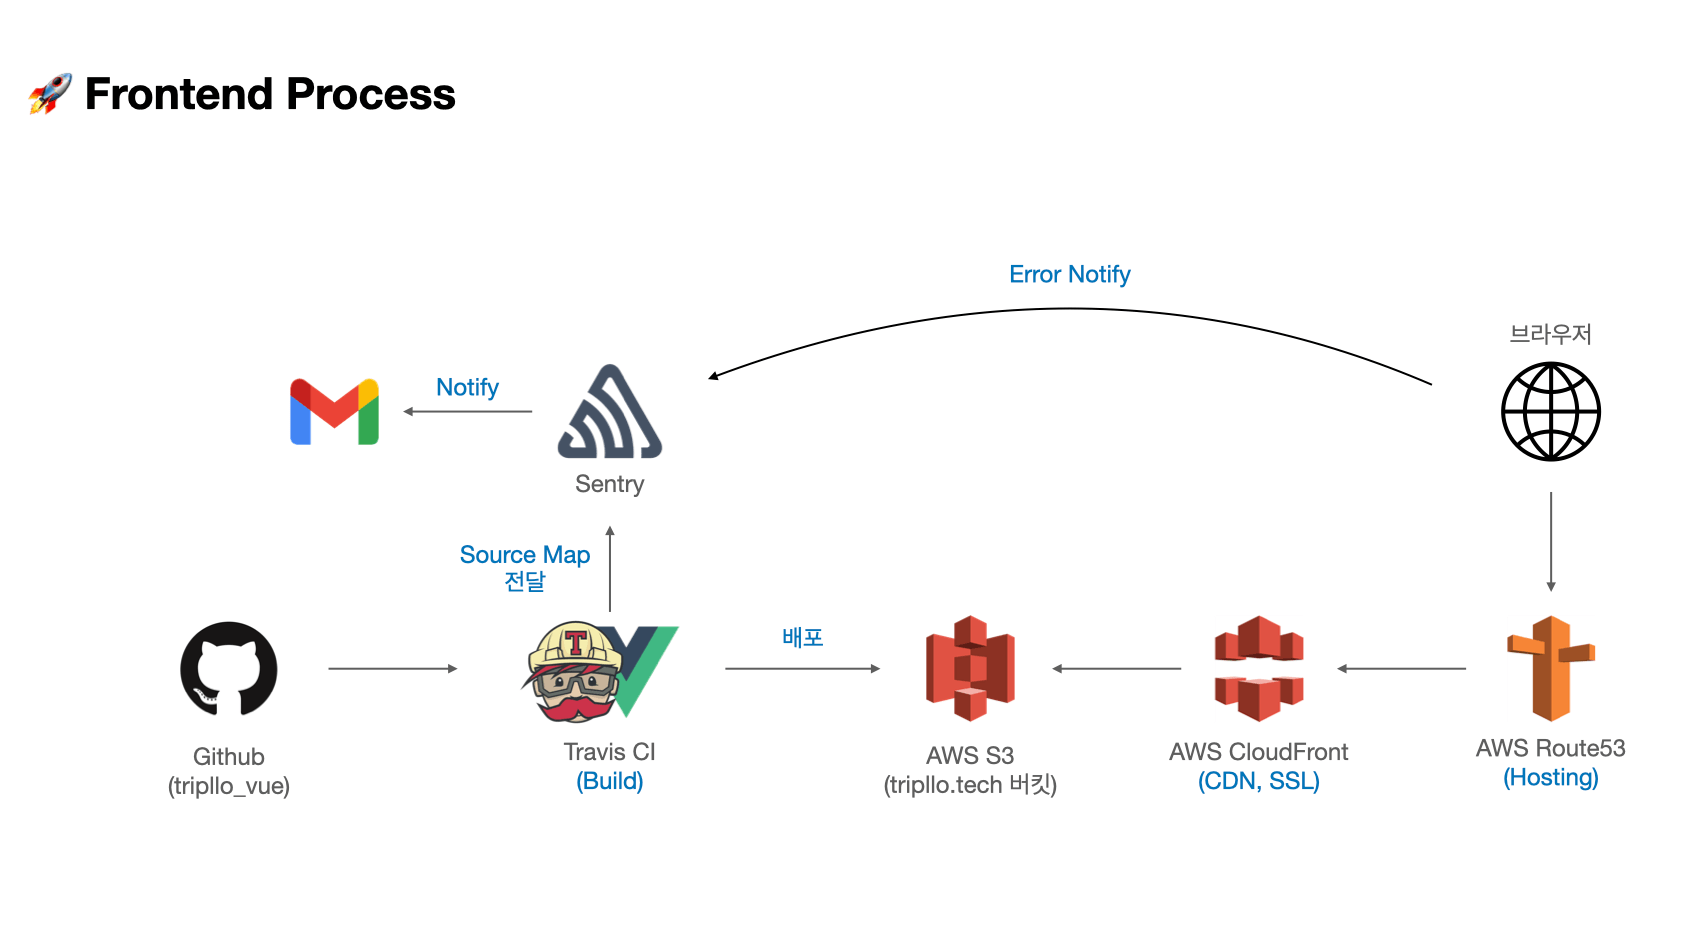 🚀 Frontend Process
Error Notify
브라우저
Notify
Sentry
Source Map
전달
배포
T
Github
(tripllo_vue)
Travis CI
(Build)
AWS S3
(tripllo.tech 버킷)
AWS CloudFront
(CDN, SSL)
AWS Route53
(Hosting)